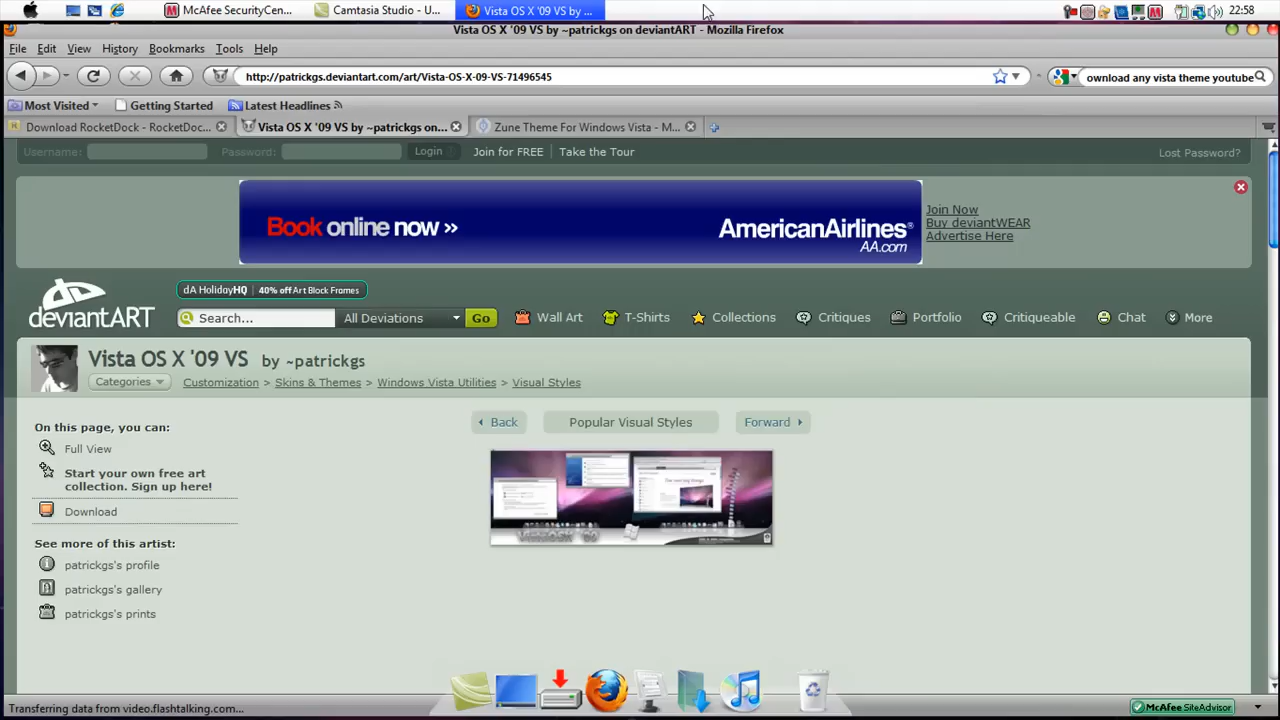 McAfee SecurityCen... Camtasia Studio - U... Vista OS X '09 VS by ... 22:58
Vista OS X '09 VS by ~patrickgs on deviantART - Mozilla Firefox
File Edit View History Bookmarks Tools Help
http://patrickgs.deviantart.com/art/Vista-OS-X-09-VS-71496545 ownload any vista theme youtube
Most Visited Getting Started Latest Headlines
Download RocketDock - RocketDoc... Vista OS X '09 VS by ~patrickgs on... Zune Theme For Windows Vista - M...
Username: Password: Login Join for FREE Take the Tour Lost Password?
Book online now »
AmericanAirlines®
AA.com
Join Now
Buy deviantWEAR
Advertise Here
deviantART
dA HolidayHQ 40% off Art Block Frames
Search... All Deviations Go Wall Art T-Shirts Collections Critiques Portfolio Critiqueable Chat More
Vista OS X '09 VS by ~patrickgs
Categories Customization > Skins & Themes > Windows Vista Utilities > Visual Styles
Back Popular Visual Styles Forward
On this page, you can:
Full View
Start your own free art
collection. Sign up here!
Download
See more of this artist:
patrickgs's profile
patrickgs's gallery
patrickgs's prints
Transferring data from video.flashtalking.com...
McAfee SiteAdvisor